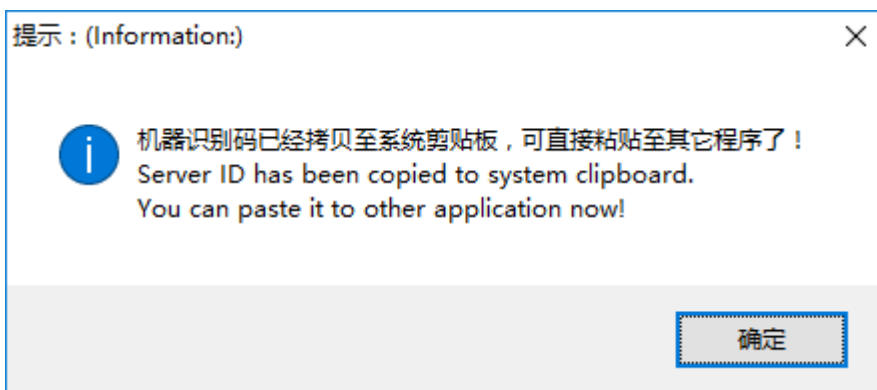 提示：(Information:)
机器识别码已经拷贝至系统剪贴板，可直接粘贴至其它程序了！
Server ID has been copied to system clipboard.
You can paste it to other application now!
确定